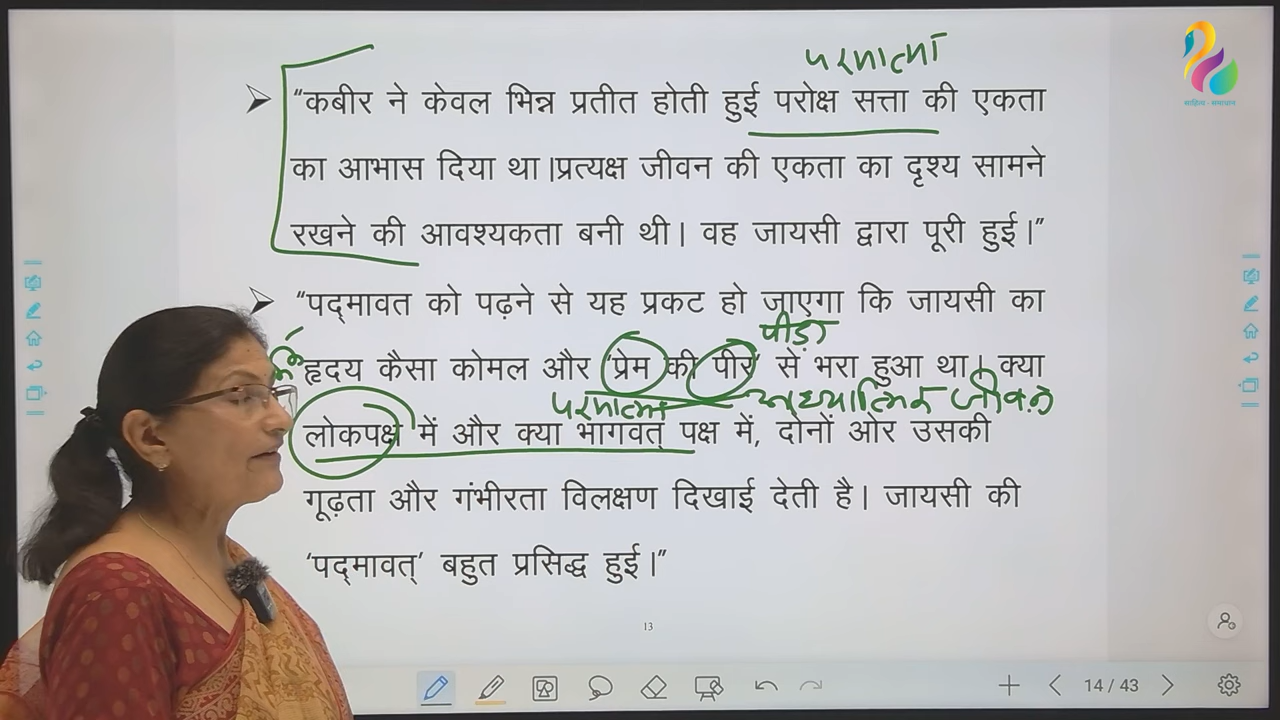 परमात्मा
"कबीर ने केवल भिन्न प्रतीत होती हुई परोक्ष सत्ता की एकता
का आभास दिया था |प्रत्यक्ष जीवन की एकता का दृश्य सामने
रखने की आवश्यकता बनी थी | वह जायसी द्वारा पूरी हुई |"
"पद्मावत को पढ़ने से यह प्रकट हो जाएगा कि जायसी का
पीड़ा
हृदय कैसा कोमल और 'प्रेम की पीर' से भरा हुआ था | क्या
परमात्मा अध्यात्मिक जीवन
लोकपक्ष में और क्या भागवत् पक्ष में, दोनों ओर उसकी
गूढ़ता और गंभीरता विलक्षण दिखाई देती है | जायसी की
'पद्मावत्' बहुत प्रसिद्ध हुई |"
13
14 / 43
साहित्य - समाधान